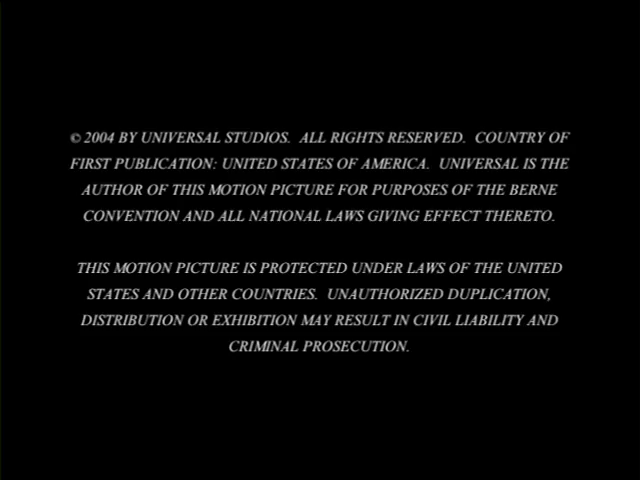 © 2004 BY UNIVERSAL STUDIOS. ALL RIGHTS RESERVED. COUNTRY OF
FIRST PUBLICATION: UNITED STATES OF AMERICA. UNIVERSAL IS THE
AUTHOR OF THIS MOTION PICTURE FOR PURPOSES OF THE BERNE
CONVENTION AND ALL NATIONAL LAWS GIVING EFFECT THERETO.
THIS MOTION PICTURE IS PROTECTED UNDER LAWS OF THE UNITED
STATES AND OTHER COUNTRIES. UNAUTHORIZED DUPLICATION,
DISTRIBUTION OR EXHIBITION MAY RESULT IN CIVIL LIABILITY AND
CRIMINAL PROSECUTION.